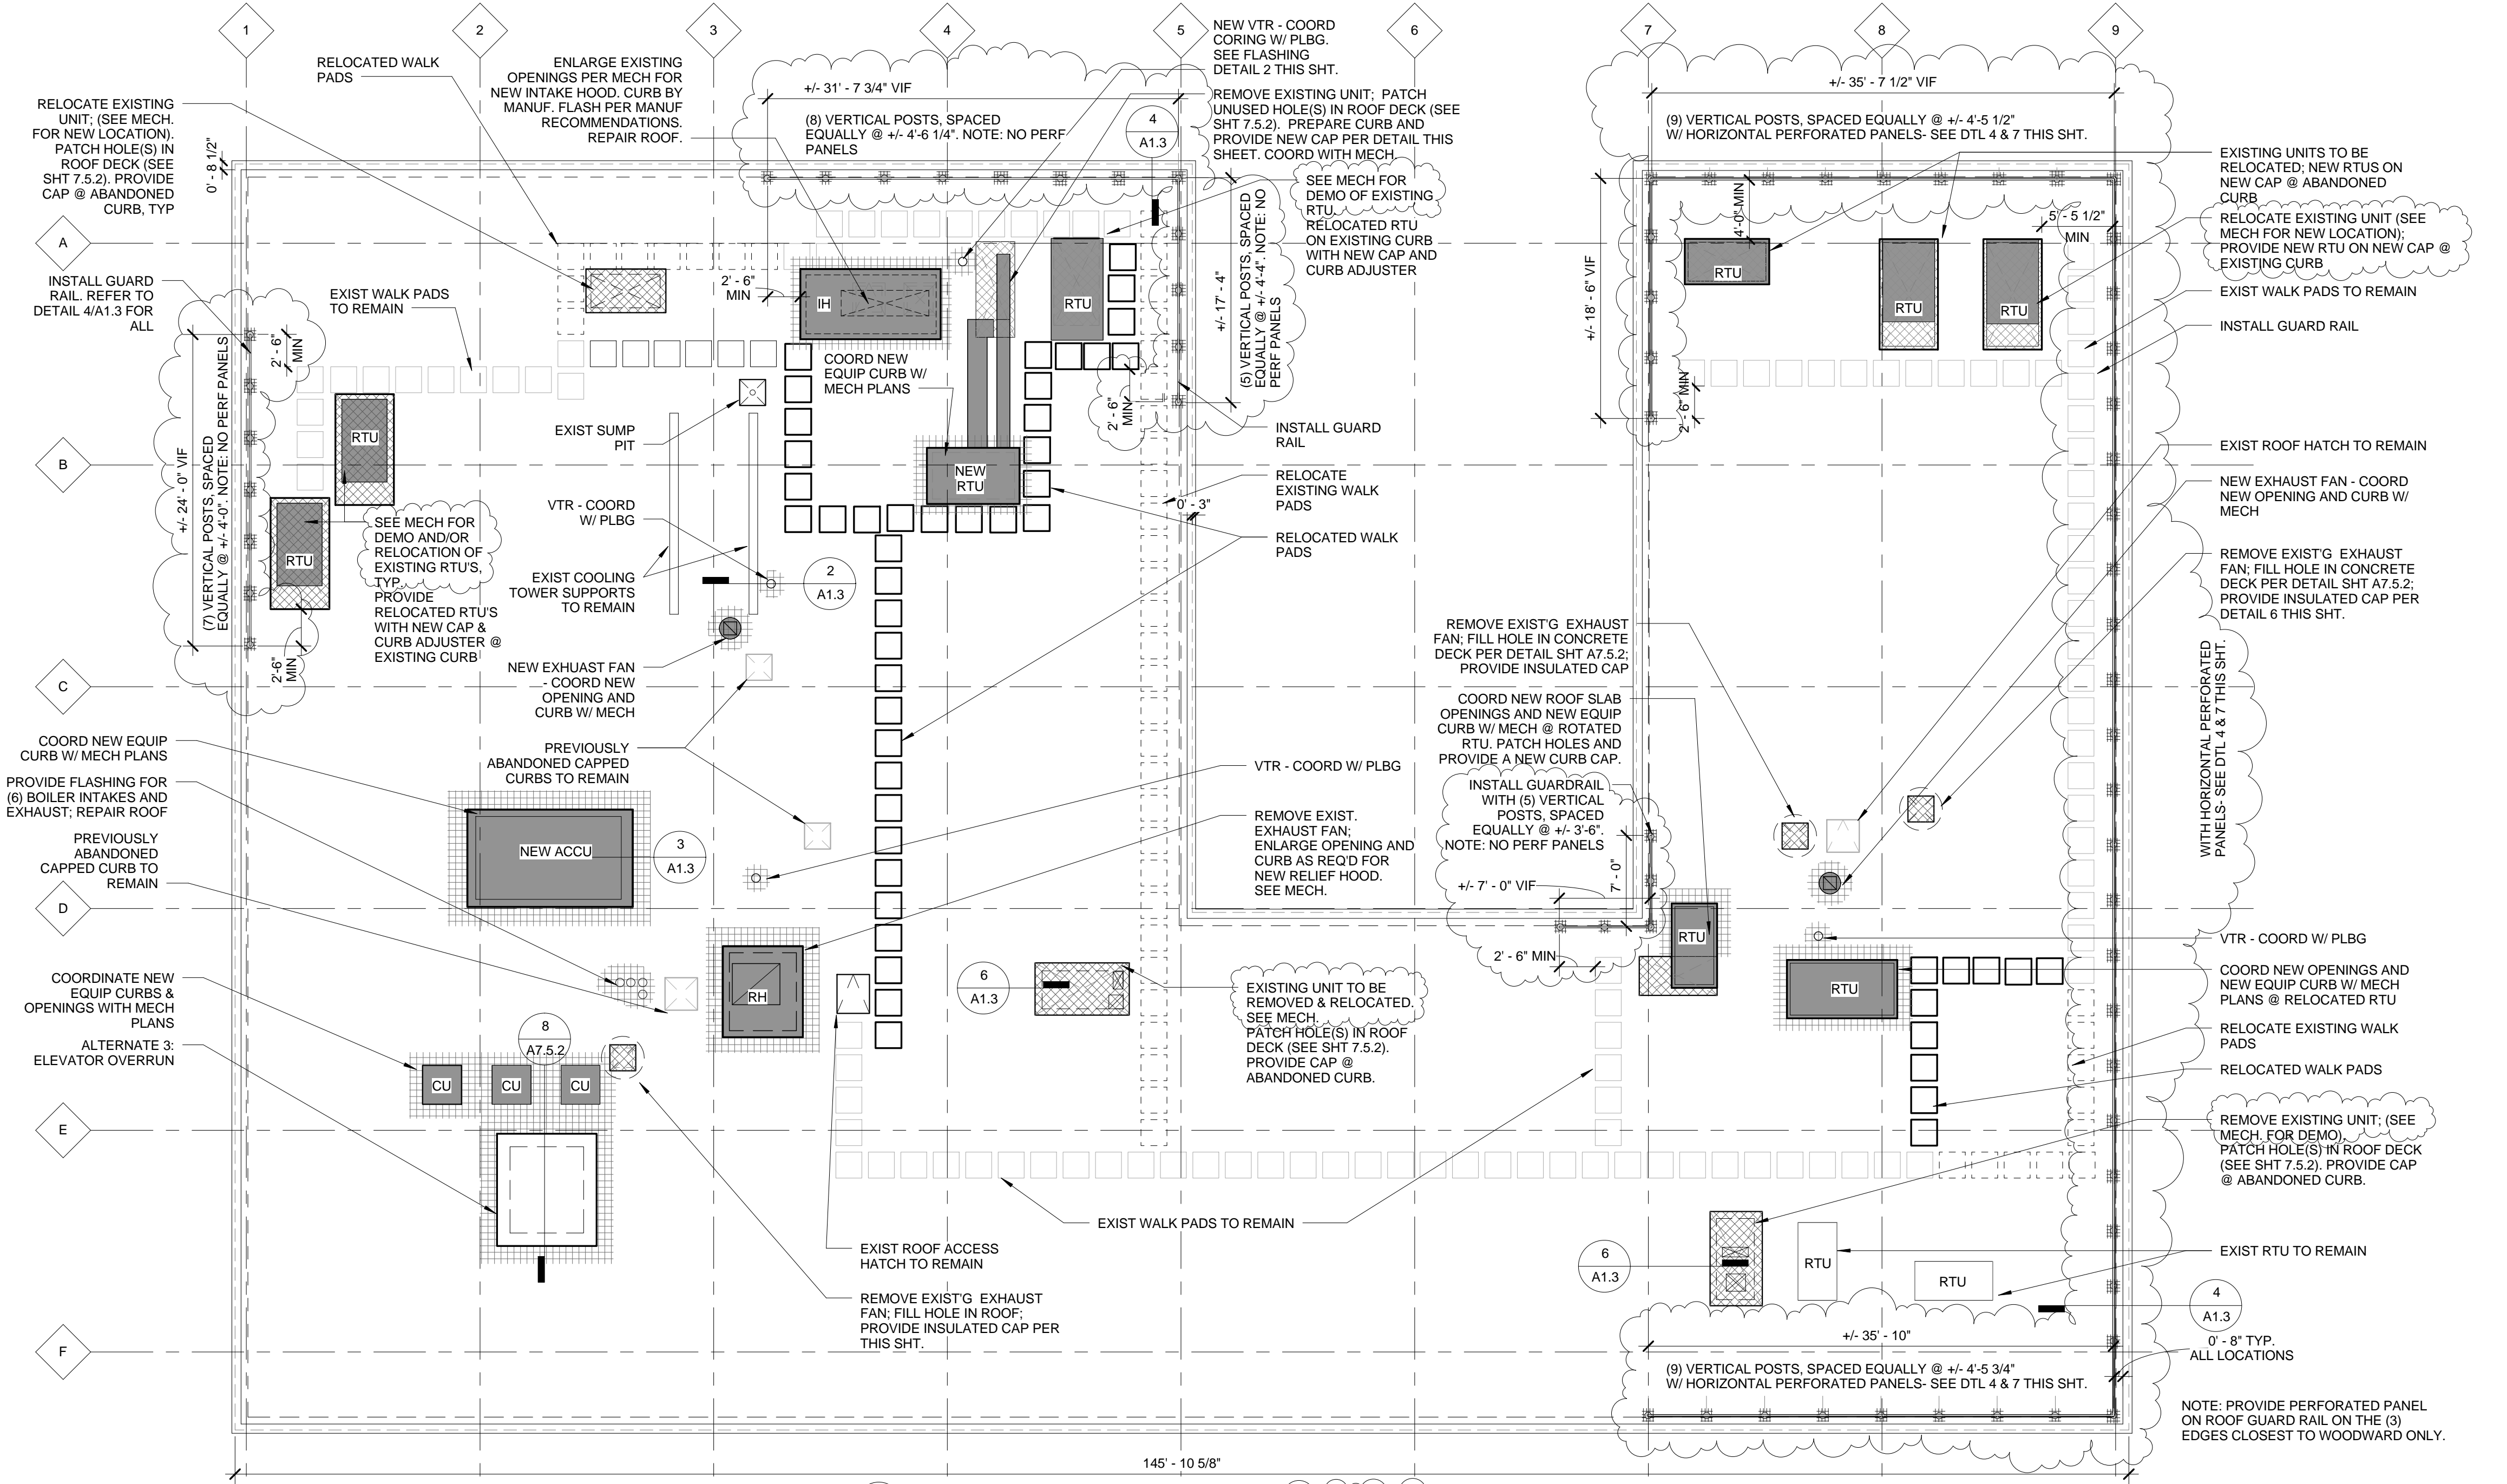 1
2
3
4
5
6
7
8
9
A
B
C
D
E
F
RELOCATED WALK
PADS
ENLARGE EXISTING
OPENINGS PER MECH FOR
NEW INTAKE HOOD. CURB BY
MANUF. FLASH PER MANUF
RECOMMENDATIONS.
REPAIR ROOF.
+/- 31' - 7 3/4" VIF
(8) VERTICAL POSTS, SPACED
EQUALLY @ +/- 4'-6 1/4". NOTE: NO PERF
PANELS
NEW VTR - COORD
CORING W/ PLBG.
SEE FLASHING
DETAIL 2 THIS SHT.
REMOVE EXISTING UNIT; PATCH
UNUSED HOLE(S) IN ROOF DECK (SEE
SHT 7.5.2). PREPARE CURB AND
PROVIDE NEW CAP PER DETAIL THIS
SHEET. COORD WITH MECH
4
A1.3
SEE MECH FOR
DEMO OF EXISTING
RTU
RELOCATED RTU
ON EXISTING CURB
WITH NEW CAP AND
CURB ADJUSTER
+/- 35' - 7 1/2" VIF
(9) VERTICAL POSTS, SPACED EQUALLY @ +/- 4'-5 1/2"
W/ HORIZONTAL PERFORATED PANELS- SEE DTL 4 & 7 THIS SHT.
EXISTING UNITS TO BE
RELOCATED; NEW RTUS ON
NEW CAP @ ABANDONED
CURB
RELOCATE EXISTING UNIT (SEE
MECH FOR NEW LOCATION);
PROVIDE NEW RTU ON NEW CAP @
EXISTING CURB
EXIST WALK PADS TO REMAIN
INSTALL GUARD RAIL
RELOCATE EXISTING
UNIT; (SEE MECH.
FOR NEW LOCATION).
PATCH HOLE(S) IN
ROOF DECK (SEE
SHT 7.5.2). PROVIDE
CAP @ ABANDONED
CURB, TYP
0' - 8 1/2"
INSTALL GUARD
RAIL. REFER TO
DETAIL 4/A1.3 FOR
ALL
EXIST WALK PADS
TO REMAIN
2' - 6"
MIN
+/- 24' - 0" VIF
(7) VERTICAL POSTS, SPACED
EQUALLY @ +/- 4'-0" NOTE: NO PERF PANELS
RTU
RTU
2'-6"
MIN
SEE MECH FOR
DEMO AND/OR
RELOCATION OF
EXISTING RTU'S,
TYP.
PROVIDE
RELOCATED RTU'S
WITH NEW CAP &
CURB ADJUSTER @
EXISTING CURB
2' - 6"
MIN
IH
RTU
COORD NEW
EQUIP CURB W/
MECH PLANS
NEW
RTU
EXIST SUMP
PIT
VTR - COORD
W/ PLBG
EXIST COOLING
TOWER SUPPORTS
TO REMAIN
2
A1.3
NEW EXHUAST FAN
- COORD NEW
OPENING AND
CURB W/ MECH
PREVIOUSLY
ABANDONED CAPPED
CURBS TO REMAIN
+/- 17' - 4"
(5) VERTICAL POSTS, SPACED
EQUALLY @ +/- 4'-4". NOTE: NO
PERF PANELS
2' - 6"
MIN
INSTALL GUARD
RAIL
RELOCATE
EXISTING WALK
PADS
0' - 3"
RELOCATED WALK
PADS
VTR - COORD W/ PLBG
REMOVE EXIST.
EXHAUST FAN;
ENLARGE OPENING AND
CURB AS REQ'D FOR
NEW RELIEF HOOD.
SEE MECH.
4'-0" MIN
5' - 5 1/2"
MIN
RTU
RTU
RTU
+/- 18' - 6" VIF
2' - 6" MIN
EXIST ROOF HATCH TO REMAIN
NEW EXHAUST FAN - COORD
NEW OPENING AND CURB W/
MECH
REMOVE EXIST'G EXHAUST
FAN; FILL HOLE IN CONCRETE
DECK PER DETAIL SHT A7.5.2;
PROVIDE INSULATED CAP PER
DETAIL 6 THIS SHT.
WITH HORIZONTAL PERFORATED
PANELS- SEE DTL 4 & 7 THIS SHT.
REMOVE EXIST'G EXHAUST
FAN; FILL HOLE IN CONCRETE
DECK PER DETAIL SHT A7.5.2;
PROVIDE INSULATED CAP
COORD NEW ROOF SLAB
OPENINGS AND NEW EQUIP
CURB W/ MECH @ ROTATED
RTU. PATCH HOLES AND
PROVIDE A NEW CURB CAP.
INSTALL GUARDRAIL
WITH (5) VERTICAL
POSTS, SPACED
EQUALLY @ +/- 3'-6".
NOTE: NO PERF PANELS
+/- 7' - 0" VIF
7' - 0"
2' - 6" MIN
RTU
RTU
COORD NEW EQUIP
CURB W/ MECH PLANS
PROVIDE FLASHING FOR
(6) BOILER INTAKES AND
EXHAUST; REPAIR ROOF
PREVIOUSLY
ABANDONED
CAPPED CURB TO
REMAIN
NEW ACCU
3
A1.3
RH
COORDINATE NEW
EQUIP CURBS &
OPENINGS WITH MECH
PLANS
ALTERNATE 3:
ELEVATOR OVERRUN
8
A7.5.2
CU
CU
CU
6
A1.3
EXISTING UNIT TO BE
REMOVED & RELOCATED.
SEE MECH.
PATCH HOLE(S) IN ROOF
DECK (SEE SHT 7.5.2).
PROVIDE CAP @
ABANDONED CURB.
EXIST WALK PADS TO REMAIN
EXIST ROOF ACCESS
HATCH TO REMAIN
REMOVE EXIST'G EXHAUST
FAN; FILL HOLE IN ROOF;
PROVIDE INSULATED CAP PER
THIS SHT.
VTR - COORD W/ PLBG
COORD NEW OPENINGS AND
NEW EQUIP CURB W/ MECH
PLANS @ RELOCATED RTU
RELOCATE EXISTING WALK
PADS
RELOCATED WALK PADS
REMOVE EXISTING UNIT; (SEE
MECH. FOR DEMO).
PATCH HOLE(S) IN ROOF DECK
(SEE SHT 7.5.2). PROVIDE CAP
@ ABANDONED CURB.
EXIST RTU TO REMAIN
6
A1.3
RTU
RTU
4
A1.3
+/- 35' - 10"
(9) VERTICAL POSTS, SPACED EQUALLY @ +/- 4'-5 3/4"
W/ HORIZONTAL PERFORATED PANELS- SEE DTL 4 & 7 THIS SHT.
0' - 8" TYP.
ALL LOCATIONS
NOTE: PROVIDE PERFORATED PANEL
ON ROOF GUARD RAIL ON THE (3)
EDGES CLOSEST TO WOODWARD ONLY.
145' - 10 5/8"